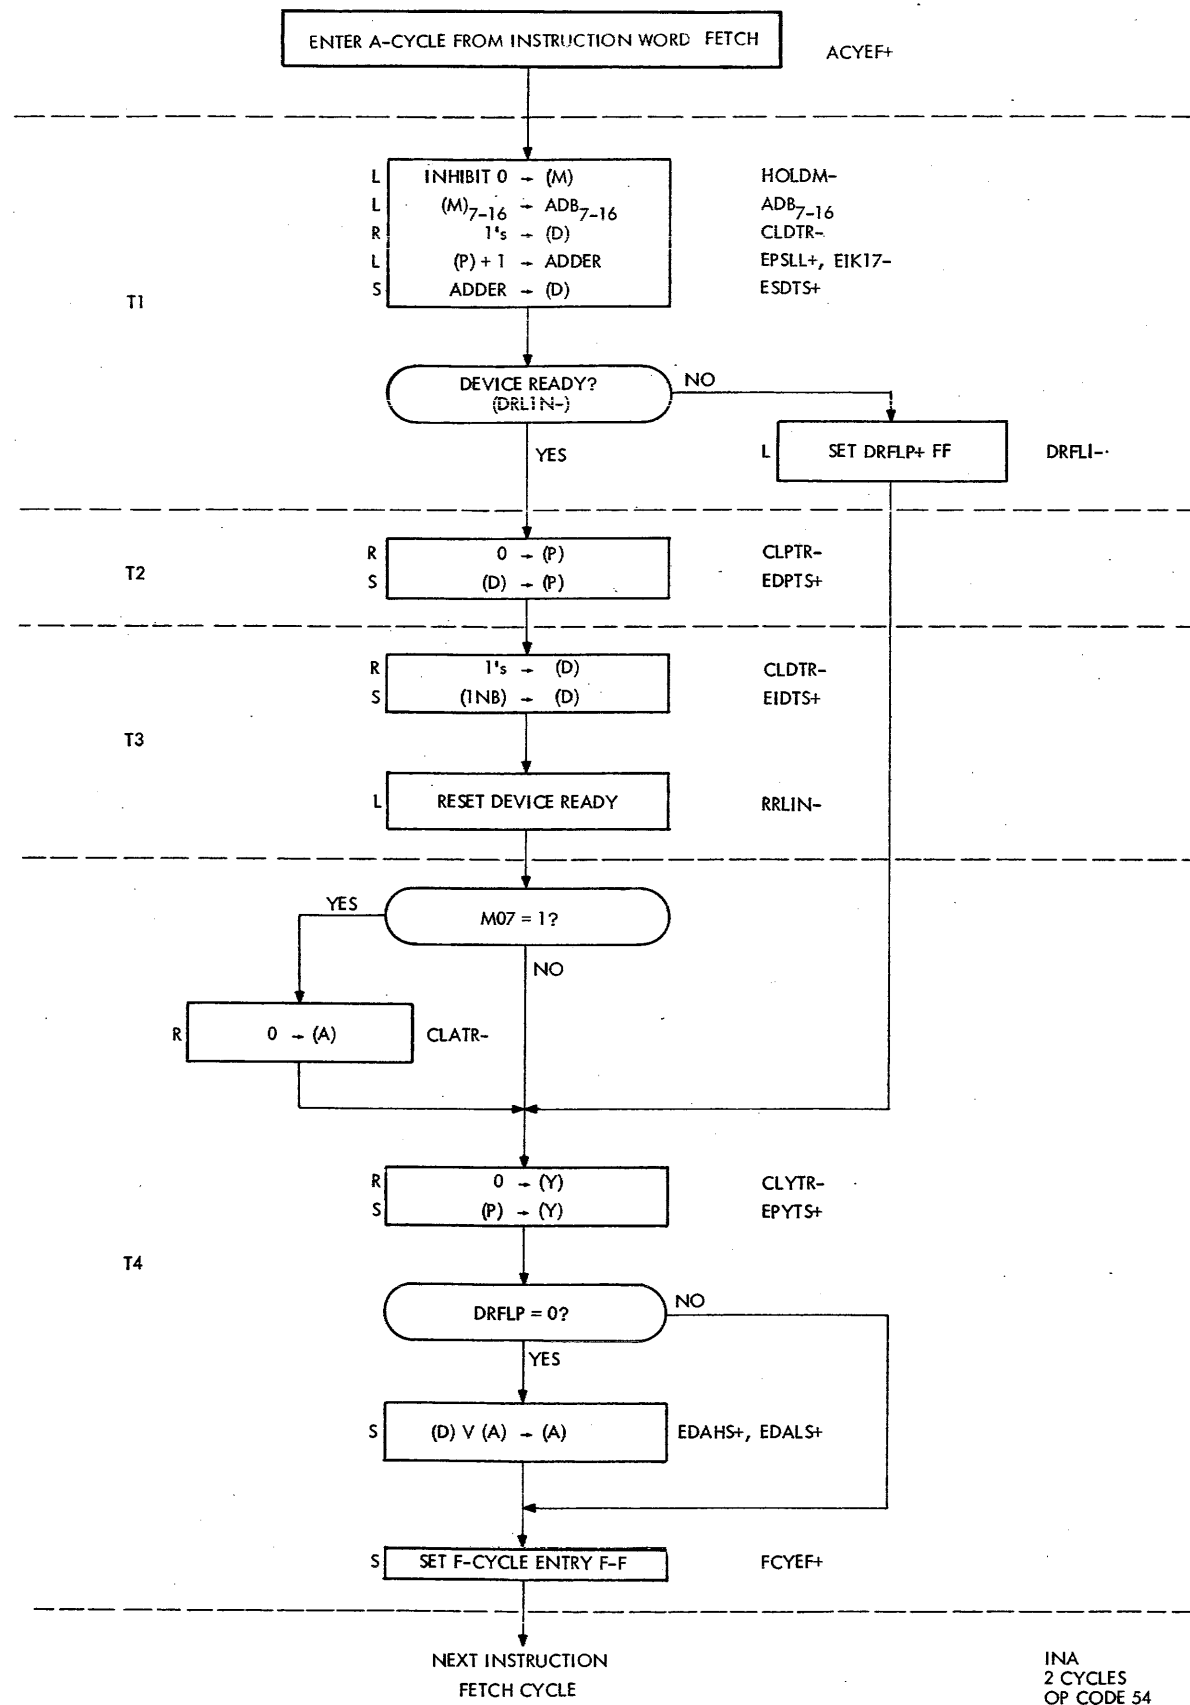 ENTER A-CYCLE FROM INSTRUCTION WORD FETCH
ACYEF+
L INHIBIT 0 → (M) HOLDM-
L (M)7-16 → ADB7-16 ADB7-16
R 1's → (D) CLDTR-
L (P) + 1 → ADDER EPSLL+, EIK17-
S ADDER → (D) ESDTS+
T1
DEVICE READY?
(DRLIN-)
NO
YES
L SET DRFLP+ FF DRFLI-
R 0 → (P) CLPTR-
T2
S (D) → (P) EDPTS+
R 1's → (D) CLDTR-
S (INB) → (D) EIDTS+
T3
L RESET DEVICE READY RRLIN-
YES
M07 = 1?
NO
R 0 → (A) CLATR-
R 0 → (Y) CLYTR-
S (P) → (Y) EPYTS+
T4
DRFLP = 0?
NO
YES
S (D) V (A) → (A) EDAHS+, EDALS+
S SET F-CYCLE ENTRY F-F FCYEF+
NEXT INSTRUCTION
FETCH CYCLE
INA
2 CYCLES
OP CODE 54